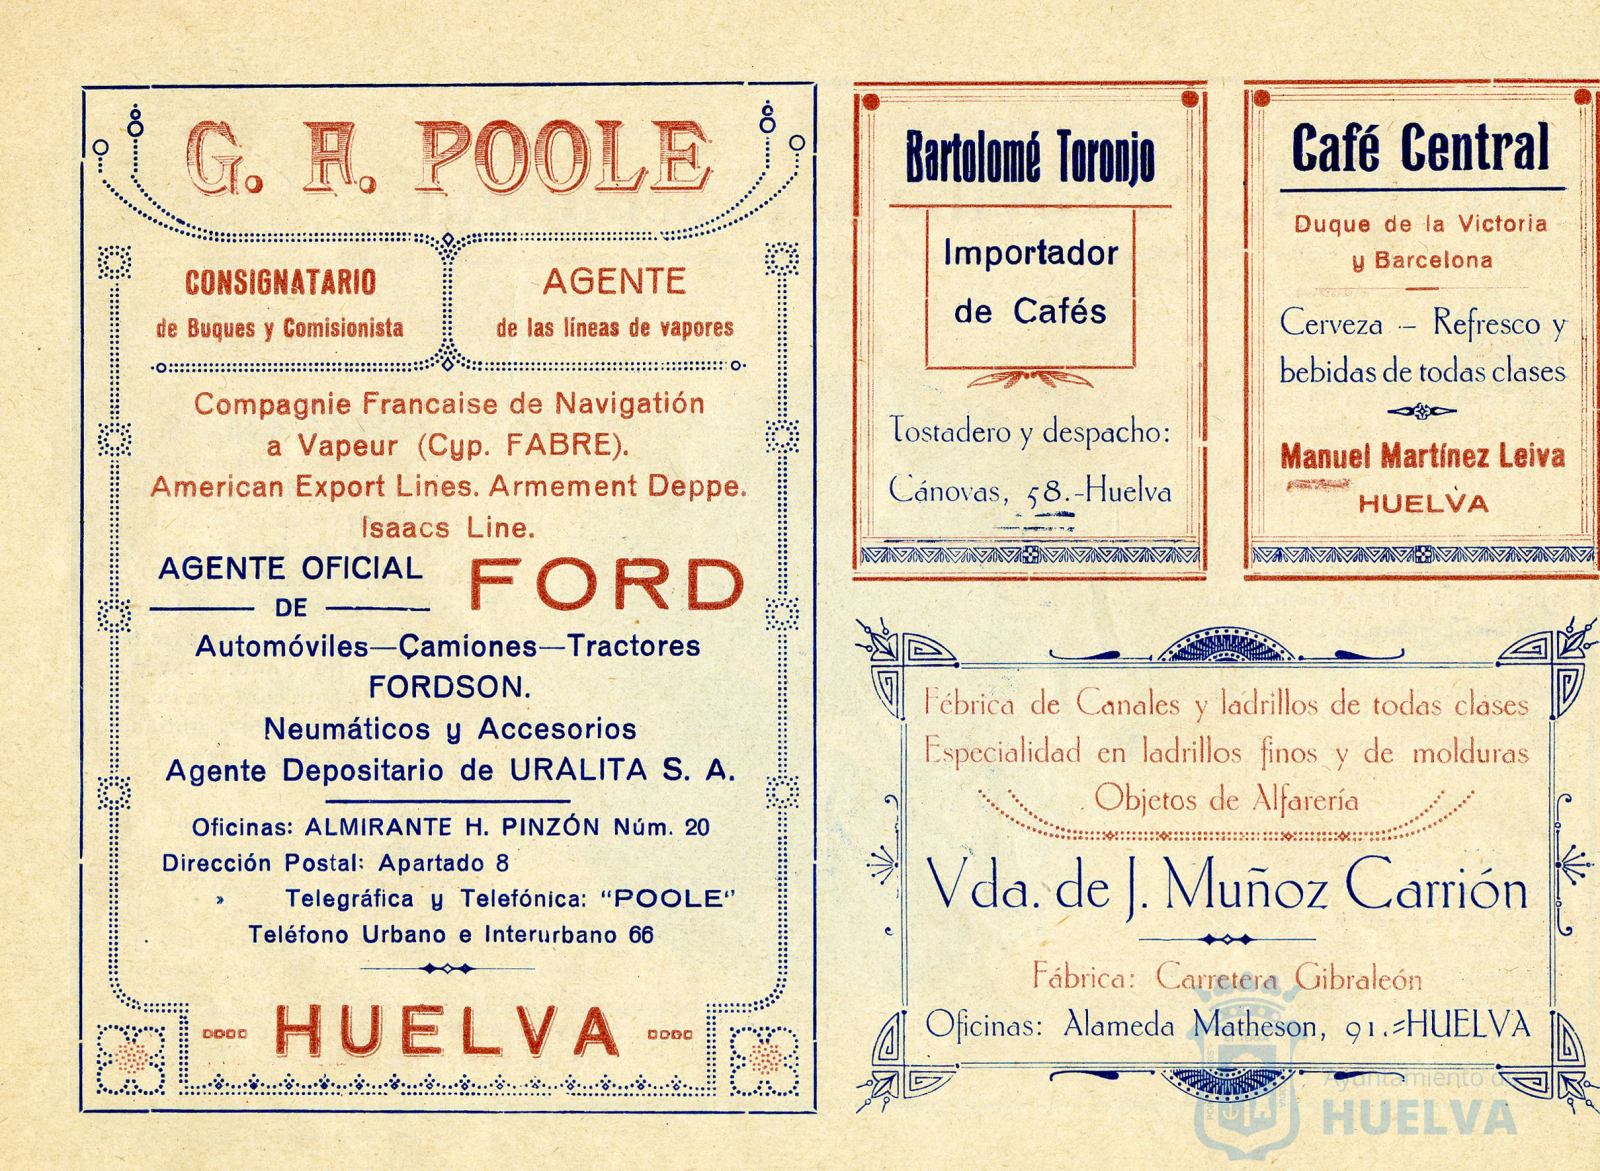 G. A. POOLE
CONSIGNATARIO
de Buques y Comisionista
AGENTE
de las líneas de vapores
Compagnie Francaise de Navigatión
a Vapeur (Cyp. FABRE).
American Export Lines. Armement Deppe.
Isaacs Line.
AGENTE OFICIAL
DE
FORD
Automóviles—Camiones—Tractores
FORDSON.
Neumáticos y Accesorios
Agente Depositario de URALITA S. A.
Oficinas: ALMIRANTE H. PINZÓN Núm. 20
Dirección Postal: Apartado 8
» Telegráfica y Telefónica: "POOLE"
Teléfono Urbano e Interurbano 66
HUELVA
Bartolomé Toronjo
Importador
de Cafés
Tostadero y despacho:
Cánovas, 58.-Huelva
Café Central
Duque de la Victoria
y Barcelona
Cerveza — Refresco y
bebidas de todas clases
Manuel Martínez Leiva
HUELVA
Fébrica de Canales y ladrillos de todas clases
Especialidad en ladrillos finos y de molduras
Objetos de Alfarería
Vda. de J. Muñoz Carrión
Fábrica: Carretera Gibraleón
Oficinas: Alameda Matheson, 91.=HUELVA
Ayuntamiento de
HUELVA